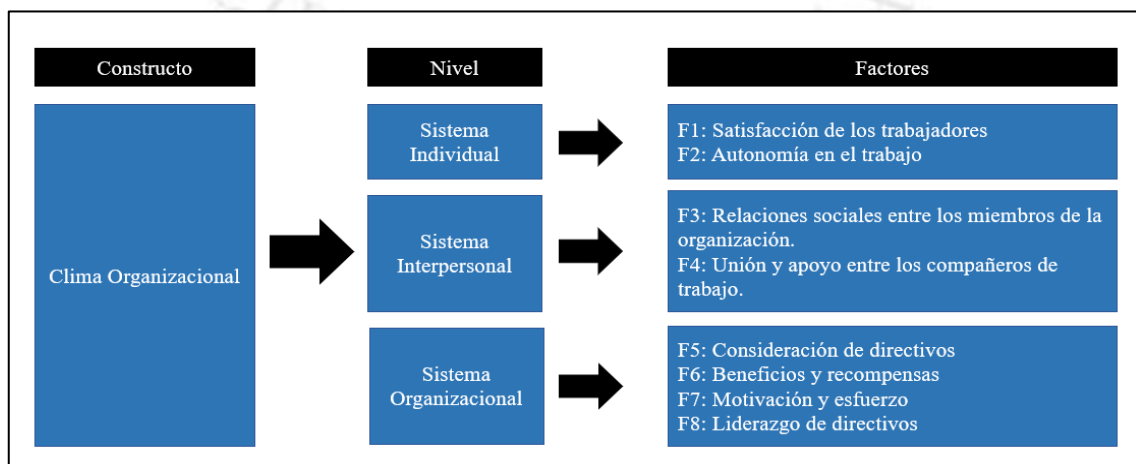 Constructo
Nivel
Factores
Clima Organizacional
Sistema
Individual
F1: Satisfacción de los trabajadores
F2: Autonomía en el trabajo
Sistema
Interpersonal
F3: Relaciones sociales entre los miembros de la
organización.
F4: Unión y apoyo entre los compañeros de
trabajo.
Sistema
Organizacional
F5: Consideración de directivos
F6: Beneficios y recompensas
F7: Motivación y esfuerzo
F8: Liderazgo de directivos